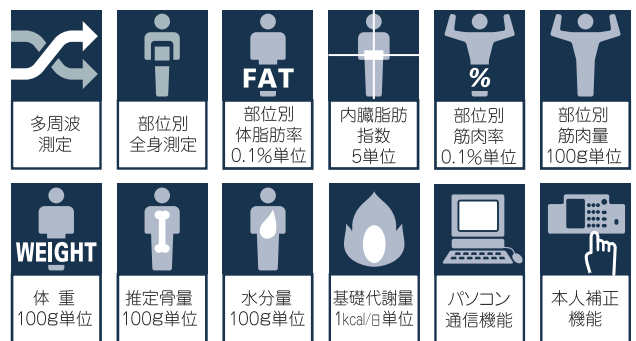 FAT
%
多周波
測定
部位別
全身測定
部位別
体脂肪率
0.1%単位
内臓脂肪
指数
5単位
部位別
筋肉率
0.1%単位
部位別
筋肉量
100g単位
WEIGHT
体 重
100g単位
推定骨量
100g単位
水分量
100g単位
基礎代謝量
1kcal/日単位
パソコン
通信機能
本人補正
機能